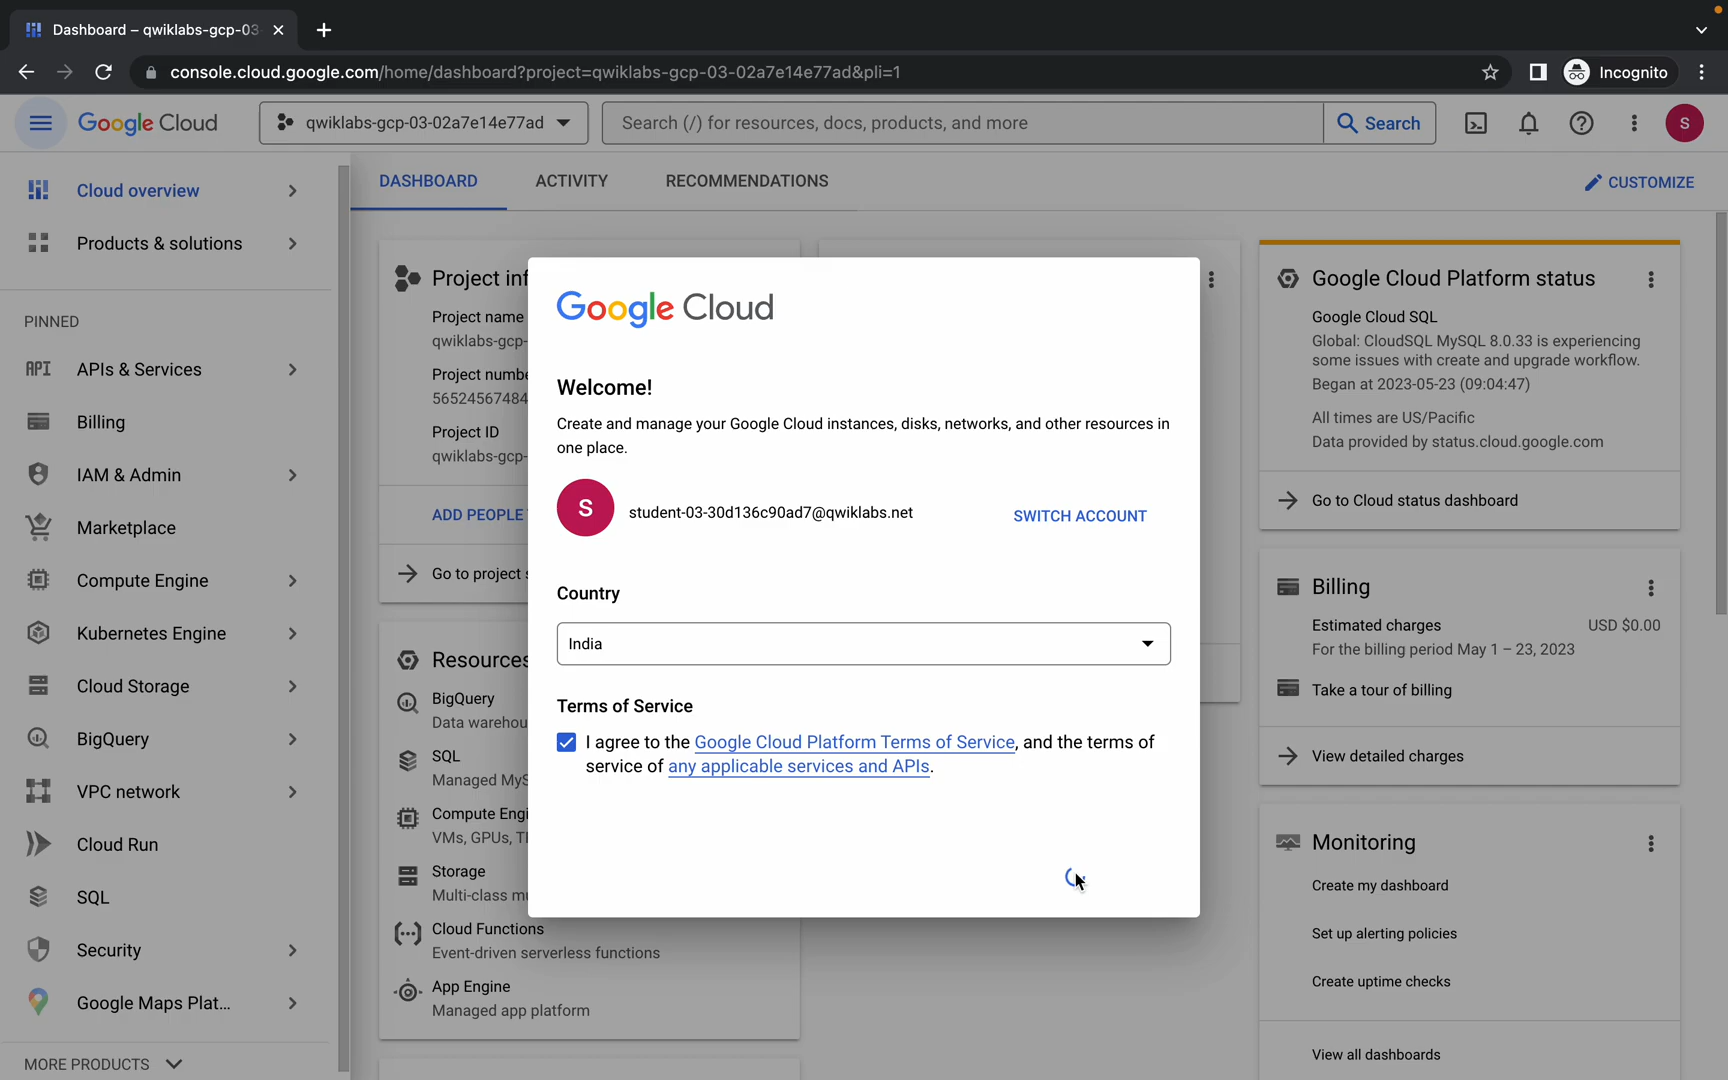 Dashboard – qwiklabs-gcp-03
console.cloud.google.com/home/dashboard?project=qwiklabs-gcp-03-02a7e14e77ad&pli=1
Incognito
Google Cloud
qwiklabs-gcp-03-02a7e14e77ad
Search (/) for resources, docs, products, and more
Search
S
Cloud overview
Products & solutions
PINNED
API APIs & Services
Billing
IAM & Admin
Marketplace
Compute Engine
Kubernetes Engine
Cloud Storage
BigQuery
VPC network
Cloud Run
SQL
Security
Google Maps Plat...
MORE PRODUCTS
DASHBOARD
ACTIVITY
RECOMMENDATIONS
CUSTOMIZE
Project inf
Project name
qwiklabs-gcp-
Project numbe
56524567484
Project ID
qwiklabs-gcp-
ADD PEOPLE
Go to project s
Resources
BigQuery
Data warehou
SQL
Managed MyS
Compute Engi
VMs, GPUs, T
Storage
Multi-class mu
Cloud Functions
Event-driven serverless functions
App Engine
Managed app platform
Google Cloud
Welcome!
Create and manage your Google Cloud instances, disks, networks, and other resources in
one place.
S
student-03-30d136c90ad7@qwiklabs.net
SWITCH ACCOUNT
Country
India
Terms of Service
I agree to the Google Cloud Platform Terms of Service, and the terms of
service of any applicable services and APIs.
Google Cloud Platform status
Google Cloud SQL
Global: CloudSQL MySQL 8.0.33 is experiencing
some issues with create and upgrade workflow.
Began at 2023-05-23 (09:04:47)
All times are US/Pacific
Data provided by status.cloud.google.com
Go to Cloud status dashboard
Billing
Estimated charges
USD $0.00
For the billing period May 1 – 23, 2023
Take a tour of billing
View detailed charges
Monitoring
Create my dashboard
Set up alerting policies
Create uptime checks
View all dashboards